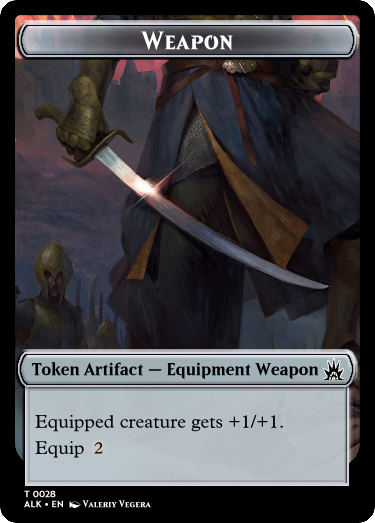 Weapon
Token Artifact — Equipment Weapon
Equipped creature gets +1/+1.
Equip 2
T 0028
ALK • EN Valeriy Vegera